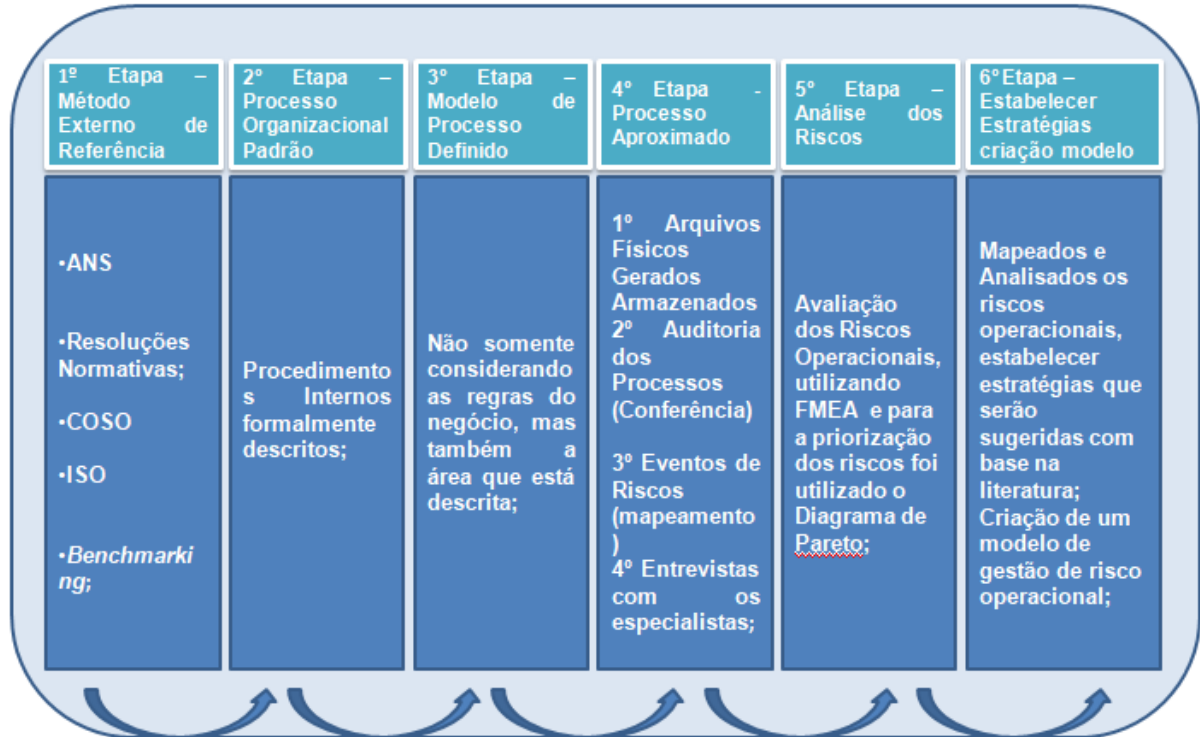 1º Etapa –
Método
Externo de
Referência
2° Etapa –
Processo
Organizacional
Padrão
3° Etapa –
Modelo de
Processo
Definido
4° Etapa -
Processo
Aproximado
5° Etapa –
Análise dos
Riscos
6° Etapa –
Estabelecer
Estratégias
criação modelo
•ANS
•Resoluções
Normativas;
•COSO
•ISO
•Benchmarki
ng;
Procedimento
s Internos
formalmente
descritos;
Não somente
considerando
as regras do
negócio, mas
também a
área que está
descrita;
1º Arquivos
Físicos
Gerados
Armazenados
2º Auditoria
dos
Processos
(Conferência)
3º Eventos de
Riscos
(mapeamento
)
4º Entrevistas
com os
especialistas;
Avaliação
dos Riscos
Operacionais,
utilizando
FMEA e para
a priorização
dos riscos foi
utilizado o
Diagrama de
Pareto;
Mapeados e
Analisados os
riscos
operacionais,
estabelecer
estratégias que
serão
sugeridas com
base na
literatura;
Criação de um
modelo de
gestão de risco
operacional;